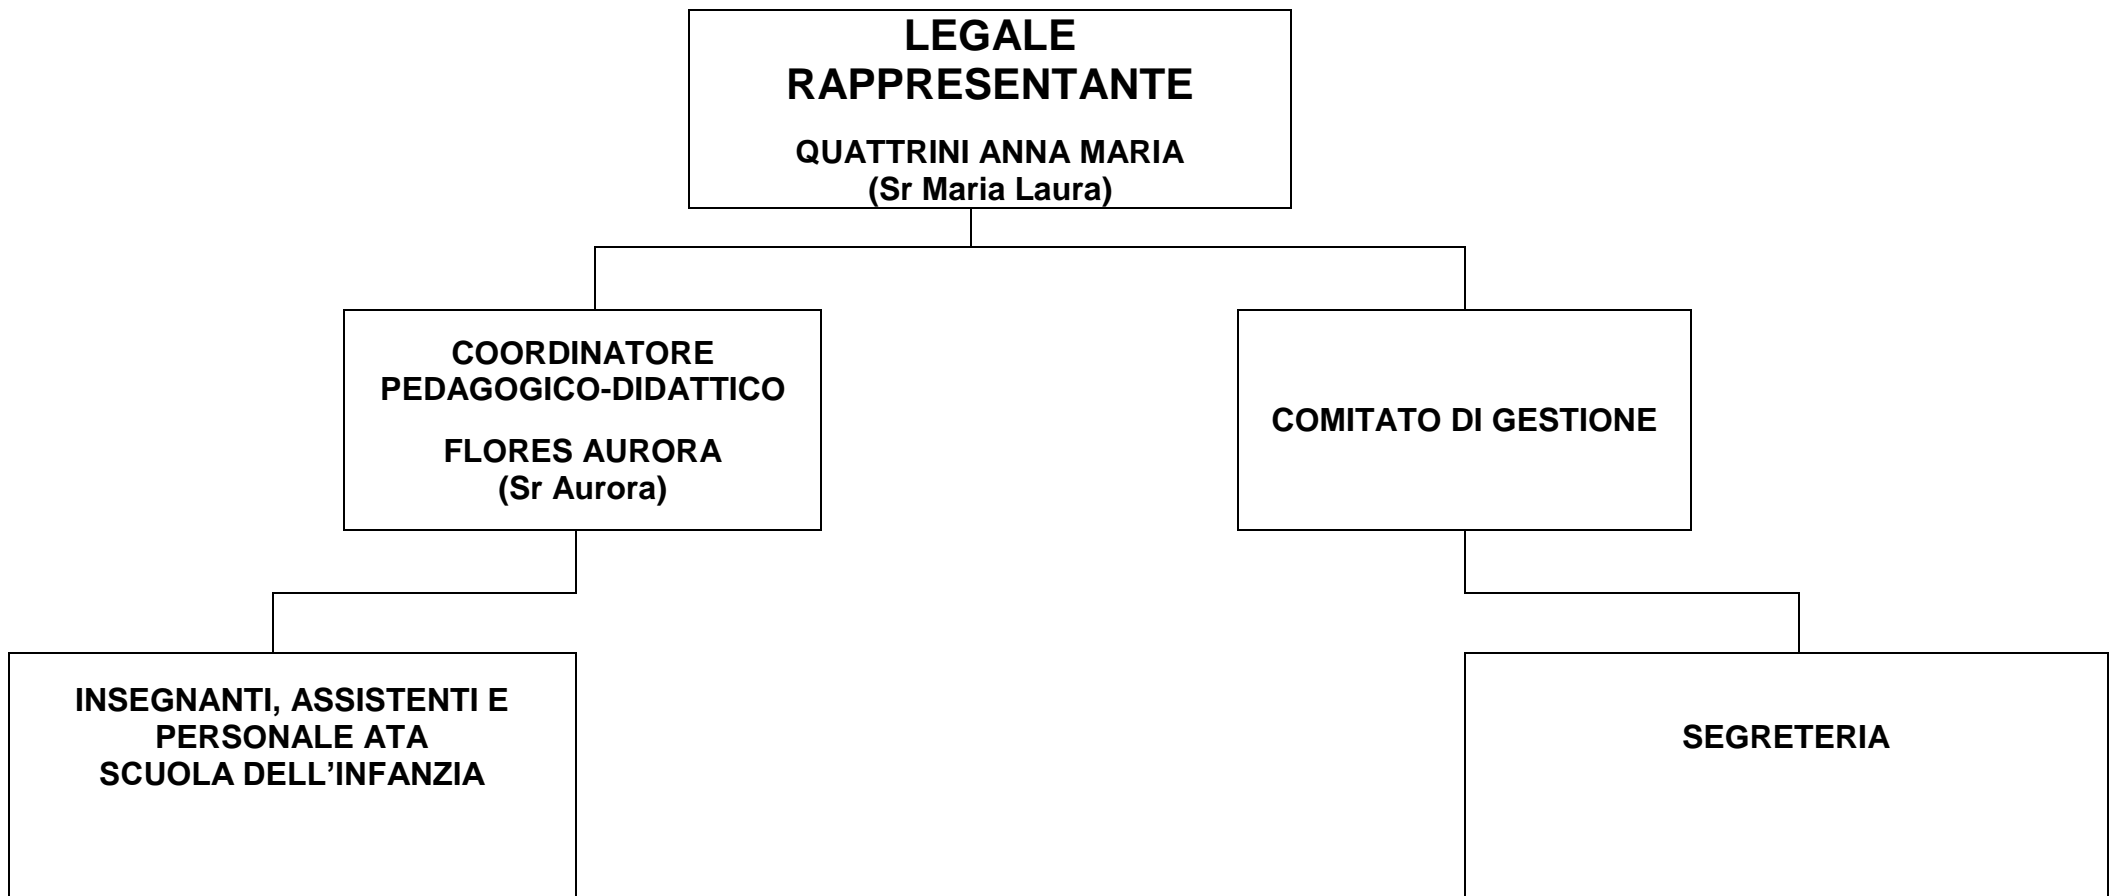 LEGALE
RAPPRESENTANTE
QUATTRINI ANNA MARIA
(Sr Maria Laura)
COORDINATORE
PEDAGOGICO-DIDATTICO
FLORES AURORA
(Sr Aurora)
COMITATO DI GESTIONE
INSEGNANTI, ASSISTENTI E
PERSONALE ATA
SCUOLA DELL’INFANZIA
SEGRETERIA